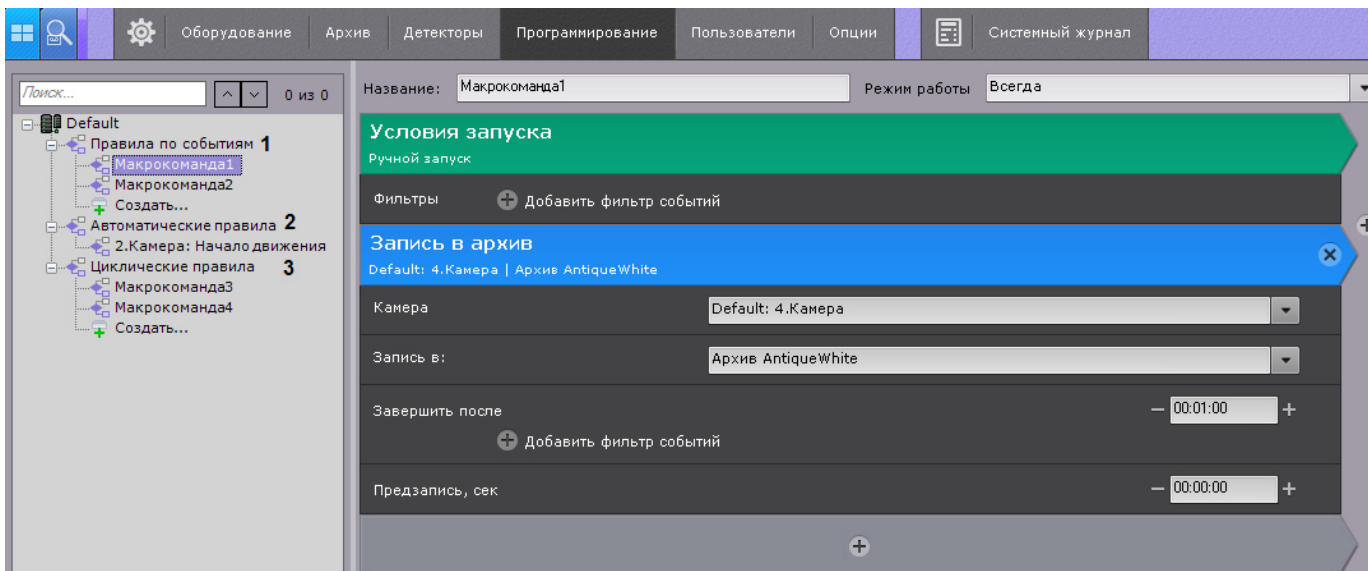 Оборудование Архив Детекторы Программирование Пользователи Опции Системный журнал
Поиск... 0 из 0
Default
Правила по событиям 1
Макрокоманда1
Макрокоманда2
Создать...
Автоматические правила 2
2.Камера: Начало движения
Циклические правила 3
Макрокоманда3
Макрокоманда4
Создать...
Название: Макрокоманда1 Режим работы Всегда
Условия запуска
Ручной запуск
Фильтры Добавить фильтр событий
Запись в архив
Default: 4.Камера | Архив AntiqueWhite
Камера Default: 4.Камера
Запись в: Архив AntiqueWhite
Завершить после 00:01:00
Добавить фильтр событий
Предзапись, сек 00:00:00